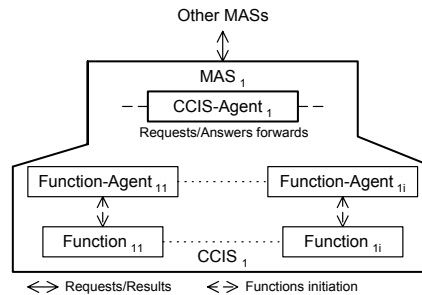 Other MASs
MAS 1
CCIS-Agent 1
Requests/Answers forwards
Function-Agent 11 Function-Agent 1i
Function 11 Function 1i
CCIS 1
Requests/Results Functions initiation